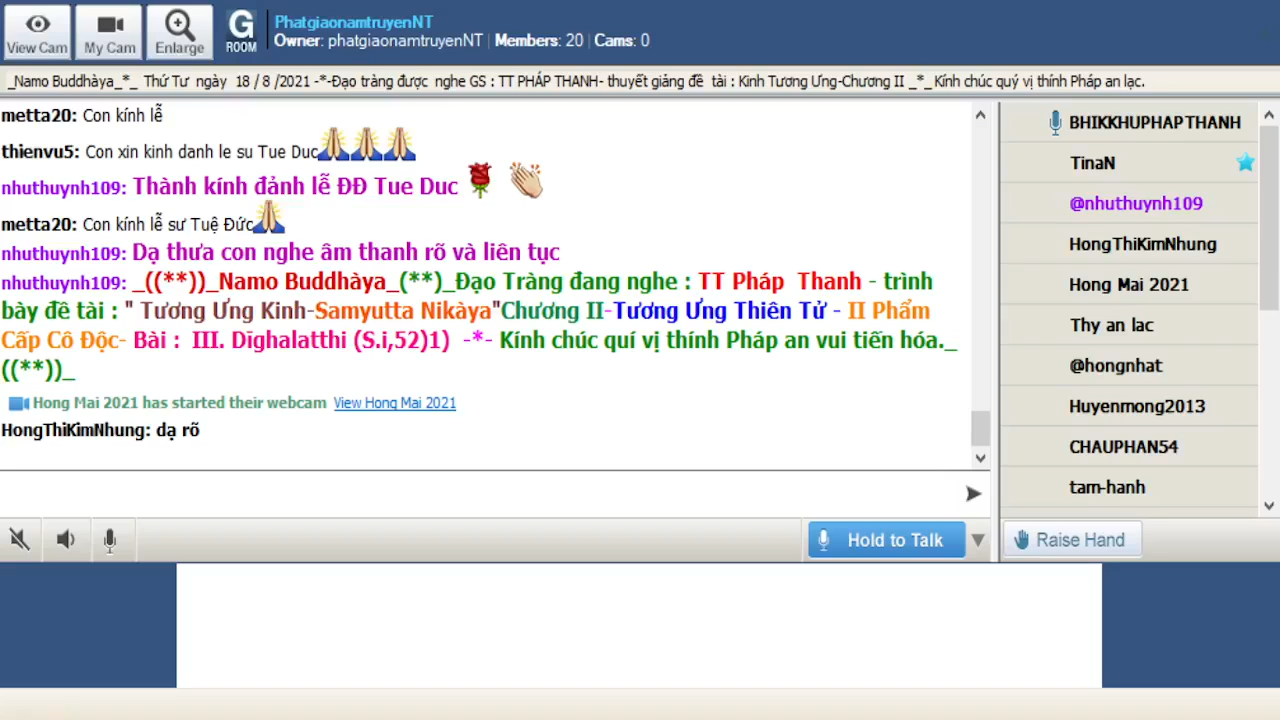 View Cam
My Cam
Enlarge
G
ROOM
PhatgiaonamtruyenNT
Owner: phatgiaonamtruyenNT | Members: 20 | Cams: 0
_Namo Buddhàya_*_ Thứ Tư ngày 18 / 8 /2021 -*-Đạo tràng được nghe GS : TT PHÁP THANH- thuyết giảng đề tài : Kinh Tương Ưng-Chương II _*_ Kính chúc quý vị thính Pháp an lạc.
metta20: Con kính lễ
thienvu5: Con xin kinh danh le su Tue Duc
nhuthuynh109: Thành kính đảnh lễ ĐĐ Tue Duc
metta20: Con kính lễ sư Tuệ Đức
nhuthuynh109: Dạ thưa con nghe âm thanh rõ và liên tục
nhuthuynh109: _((**))_Namo Buddhàya_(**)_Đạo Tràng đang nghe : TT Pháp Thanh - trình
bày đề tài : " Tương Ưng Kinh-Samyutta Nikàya"Chương II-Tương Ưng Thiên Tử - II Phẩm
Cấp Cô Độc- Bài : III. Dīghalatthi (S.i,52)1) -*- Kính chúc quí vị thính Pháp an vui tiến hóa._
((**))_
Hong Mai 2021 has started their webcam View Hong Mai 2021
HongThiKimNhung: dạ rõ
BHIKKHUPHAPTHANH
TinaN
@nhuthuynh109
HongThiKimNhung
Hong Mai 2021
Thy an lac
@hongnhat
Huyenmong2013
CHAUPHAN54
tam-hanh
Hold to Talk
Raise Hand